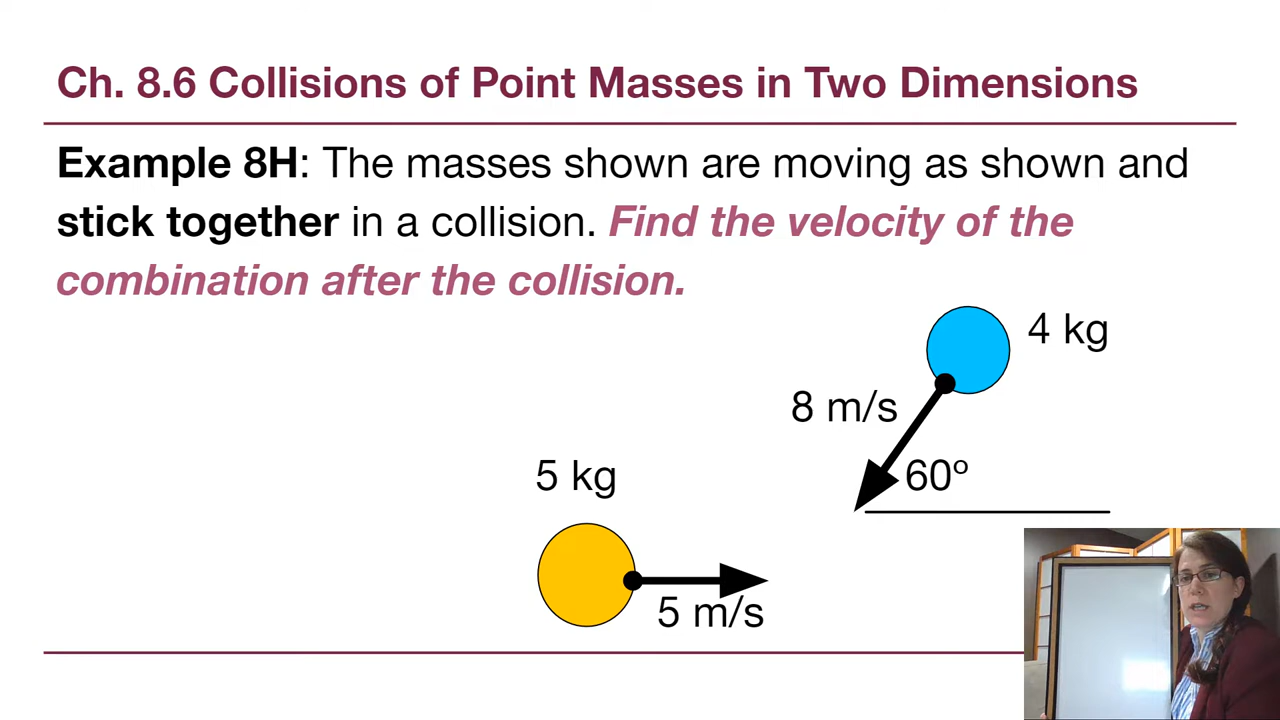 Ch. 8.6 Collisions of Point Masses in Two Dimensions
Example 8H: The masses shown are moving as shown and
stick together in a collision. Find the velocity of the
combination after the collision.
4 kg
8 m/s
60º
5 kg
5 m/s